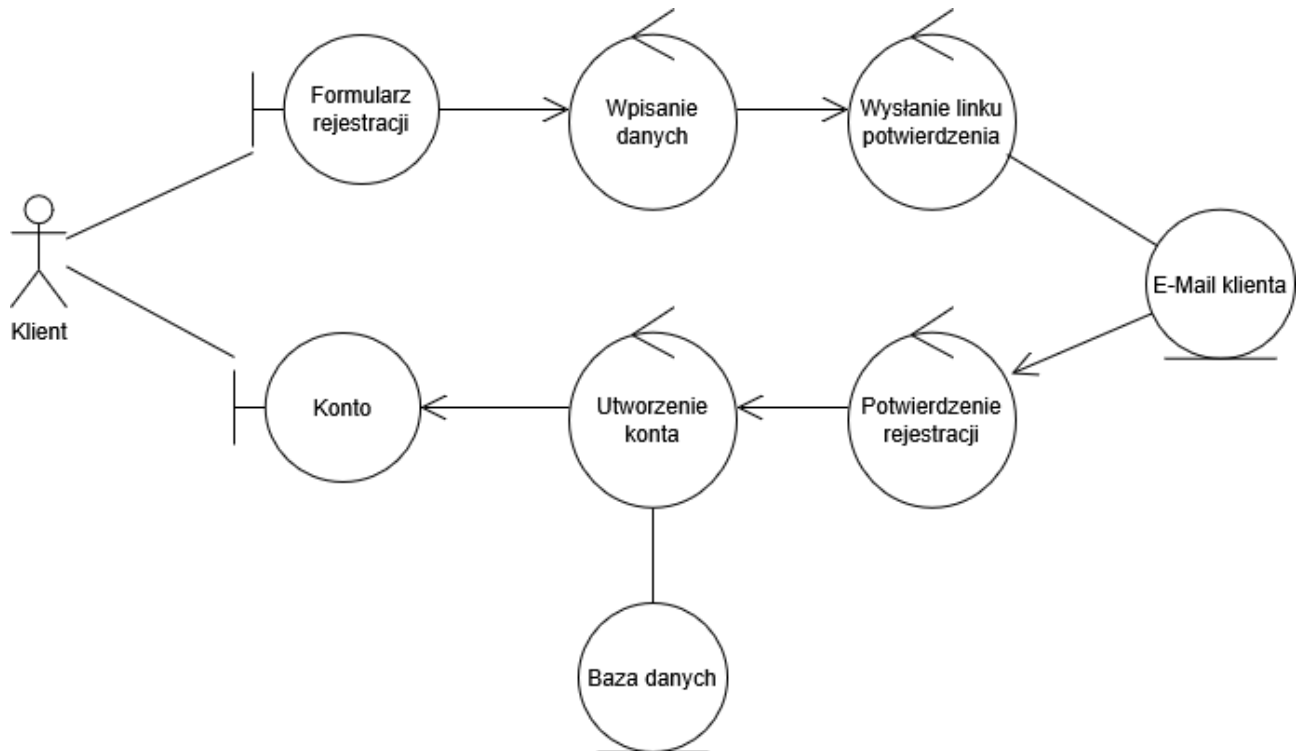 Formularz
rejestracji
Wpisanie
danych
Wysłanie linku
potwierdzenia
E-Mail klienta
Klient
Konto
Utworzenie
konta
Potwierdzenie
rejestracji
Baza danych